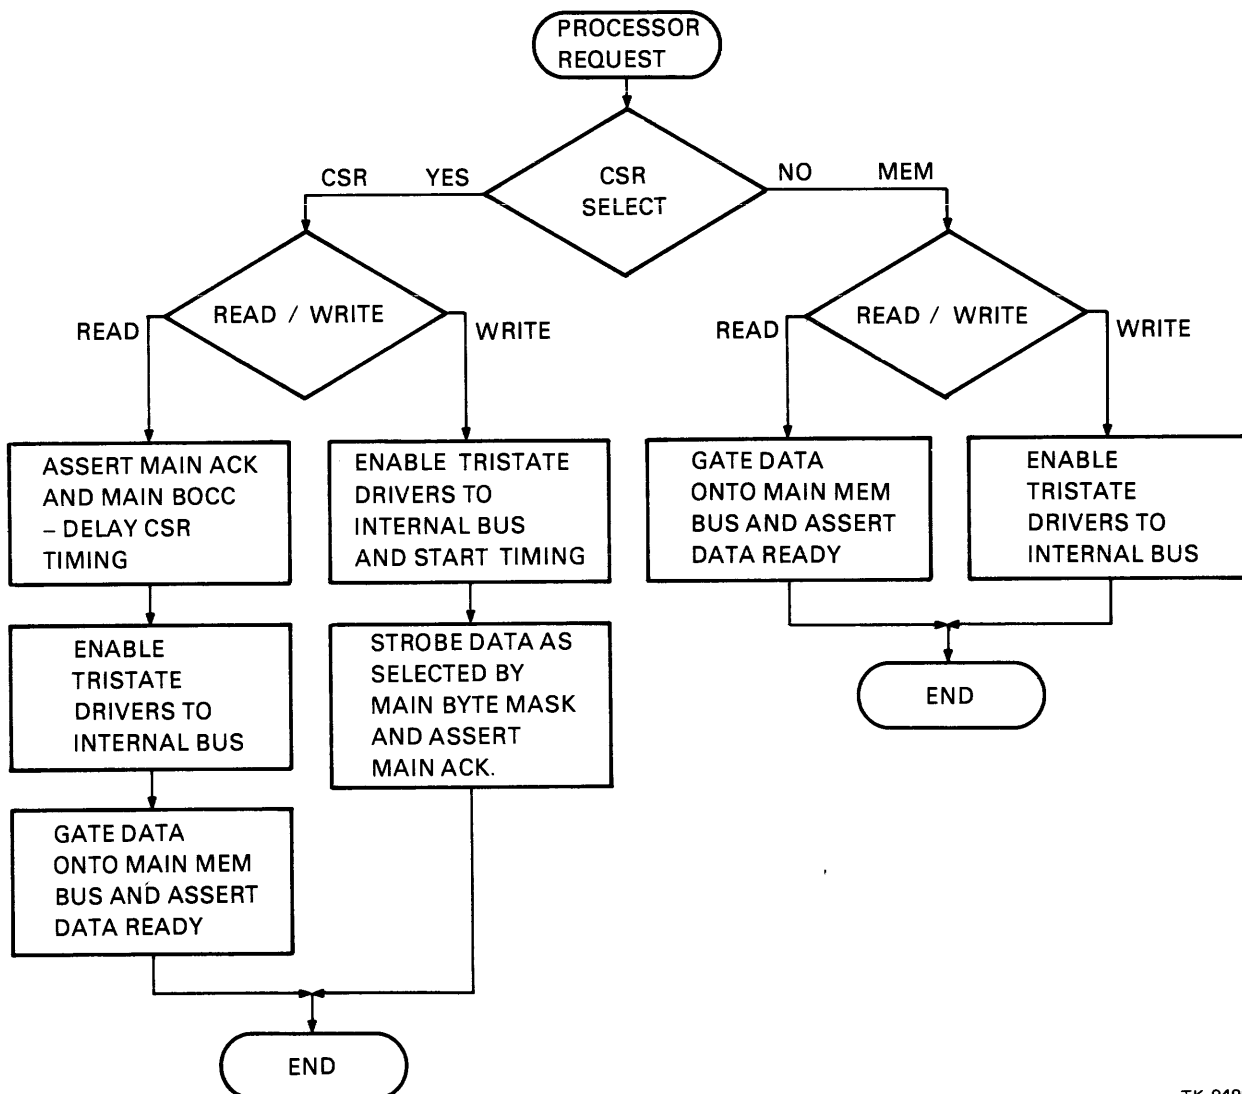 PROCESSOR
REQUEST
CSR YES
CSR
SELECT
NO MEM
READ
READ / WRITE
WRITE
READ
READ / WRITE
WRITE
ASSERT MAIN ACK
AND MAIN BOCC
– DELAY CSR
TIMING
ENABLE TRISTATE
DRIVERS TO
INTERNAL BUS
AND START TIMING
GATE DATA
ONTO MAIN MEM
BUS AND ASSERT
DATA READY
ENABLE
TRISTATE
DRIVERS TO
INTERNAL BUS
ENABLE
TRISTATE
DRIVERS TO
INTERNAL BUS
STROBE DATA AS
SELECTED BY
MAIN BYTE MASK
AND ASSERT
MAIN ACK.
END
GATE DATA
ONTO MAIN MEM
BUS AND ASSERT
DATA READY
END